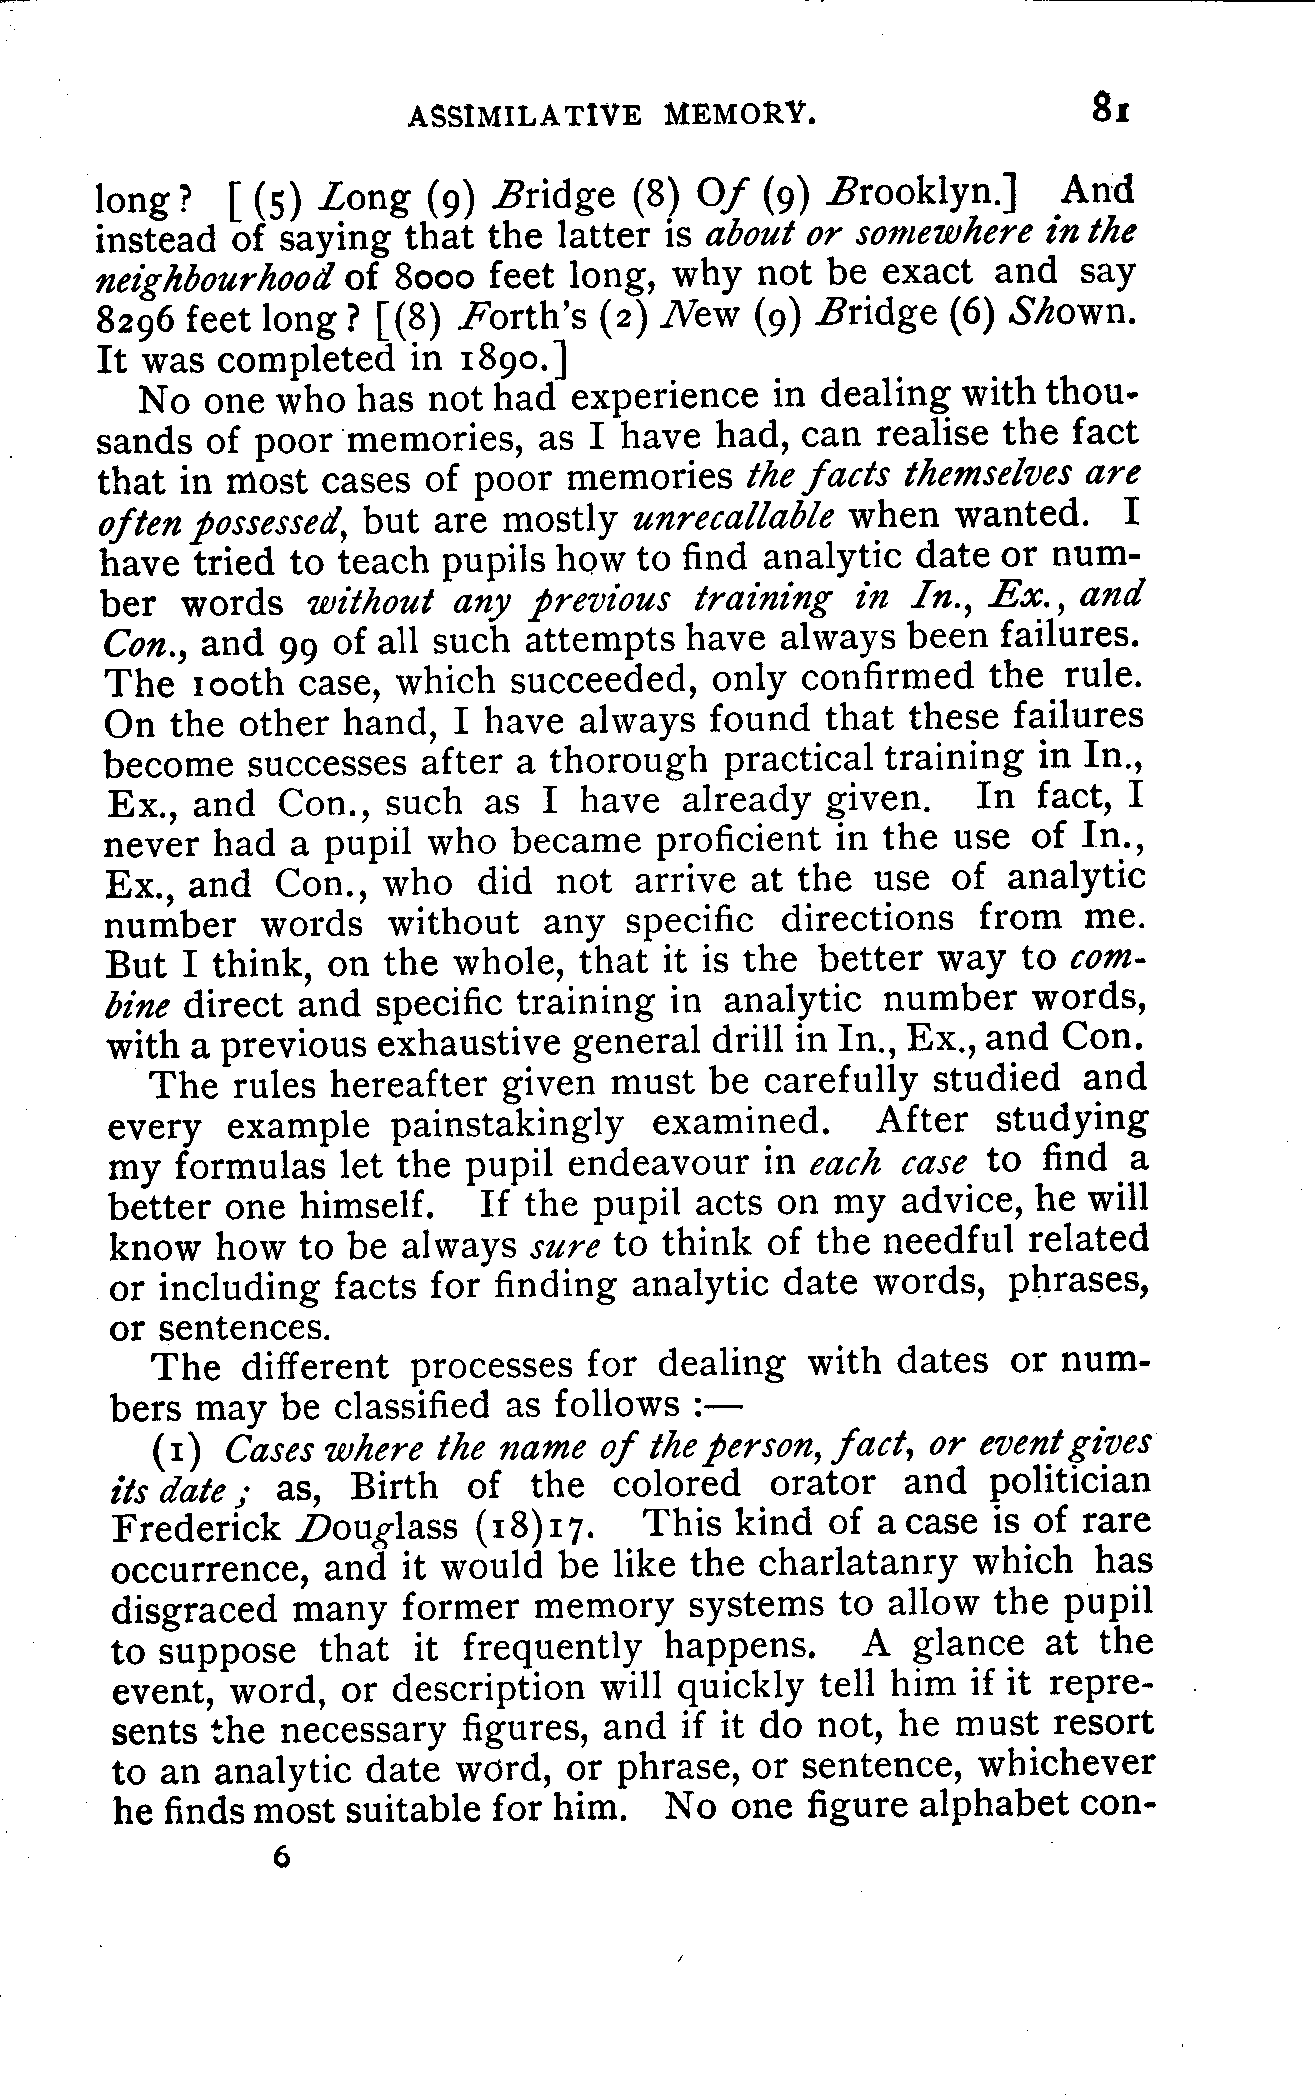 ASSIMILATIVE MEMORY. 81
long? [ (5) Long (9) Bridge (8) Of (9) Brooklyn.] And
instead of saying that the latter is about or somewhere in the
neighbourhood of 8000 feet long, why not be exact and say
8296 feet long? [(8) Forth's (2) New (9) Bridge (6) Shown.
It was completed in 1890.]
No one who has not had experience in dealing with thou-
sands of poor memories, as I have had, can realise the fact
that in most cases of poor memories the facts themselves are
often possessed, but are mostly unrecallable when wanted. I
have tried to teach pupils how to find analytic date or num-
ber words without any previous training in In., Ex., and
Con., and 99 of all such attempts have always been failures.
The 100th case, which succeeded, only confirmed the rule.
On the other hand, I have always found that these failures
become successes after a thorough practical training in In.,
Ex., and Con., such as I have already given. In fact, I
never had a pupil who became proficient in the use of In.,
Ex., and Con., who did not arrive at the use of analytic
number words without any specific directions from me.
But I think, on the whole, that it is the better way to com-
bine direct and specific training in analytic number words,
with a previous exhaustive general drill in In., Ex., and Con.
The rules hereafter given must be carefully studied and
every example painstakingly examined. After studying
my formulas let the pupil endeavour in each case to find a
better one himself. If the pupil acts on my advice, he will
know how to be always sure to think of the needful related
or including facts for finding analytic date words, phrases,
or sentences.
The different processes for dealing with dates or num-
bers may be classified as follows :—
(1) Cases where the name of the person, fact, or event gives
its date; as, Birth of the colored orator and politician
Frederick Douglass (18)17. This kind of a case is of rare
occurrence, and it would be like the charlatanry which has
disgraced many former memory systems to allow the pupil
to suppose that it frequently happens. A glance at the
event, word, or description will quickly tell him if it repre-
sents the necessary figures, and if it do not, he must resort
to an analytic date word, or phrase, or sentence, whichever
he finds most suitable for him. No one figure alphabet con-
6